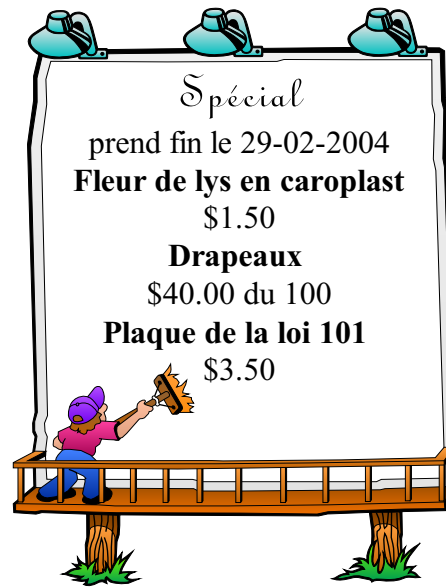 Spécial
prend fin le 29-02-2004
Fleur de lys en caroplast
$1.50
Drapeaux
$40.00 du 100
Plaque de la loi 101
$3.50